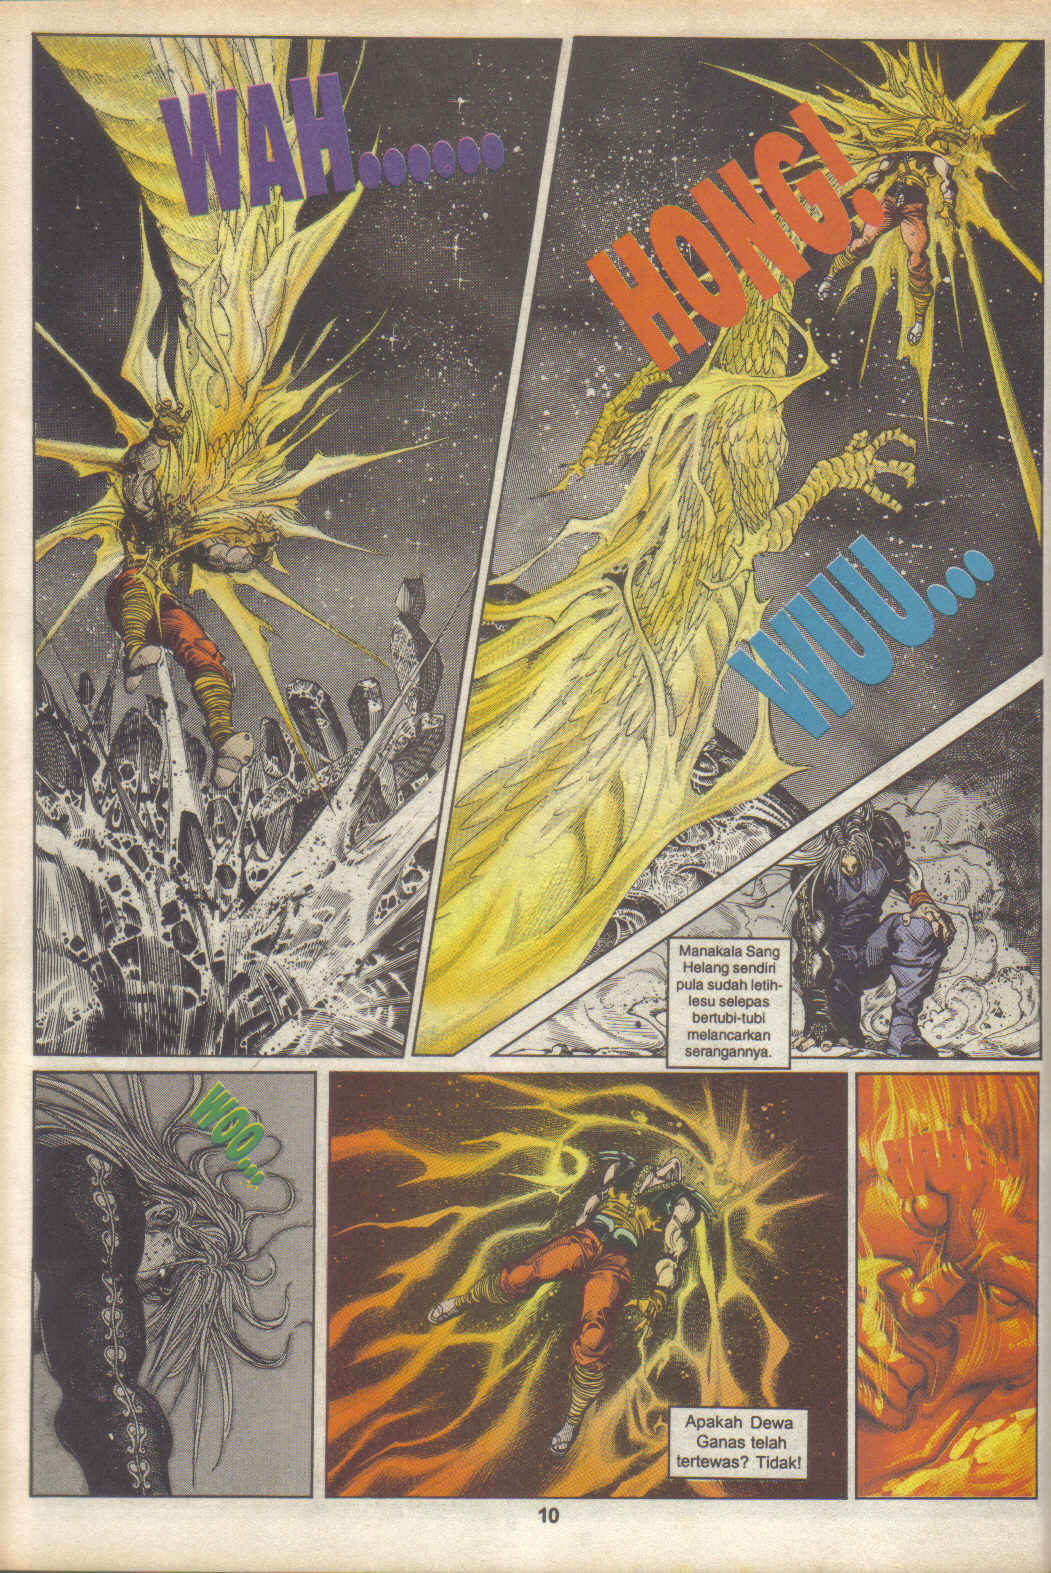 WAH.......
HONG!
WUU...
Manakala Sang
Helang sendiri
pula sudah letih-
lesu selepas
bertubi-tubi
melancarkan
serangannya.
WOO...
Apakah Dewa
Ganas telah
tertewas? Tidak!
10